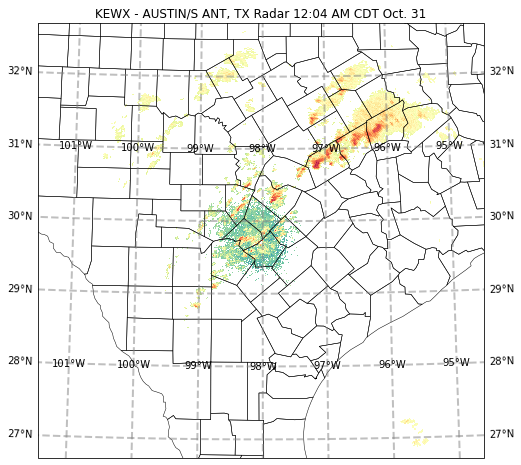 KEWX - AUSTIN/S ANT, TX Radar 12:04 AM CDT Oct. 31
32°N 32°N
31°N 101°W 100°W 99°W 98°W 97°W 96°W 95°W 31°N
30°N 30°N
29°N 29°N
28°N 101°W 100°W 99°W 98°W 97°W 96°W 95°W 28°N
27°N 27°N